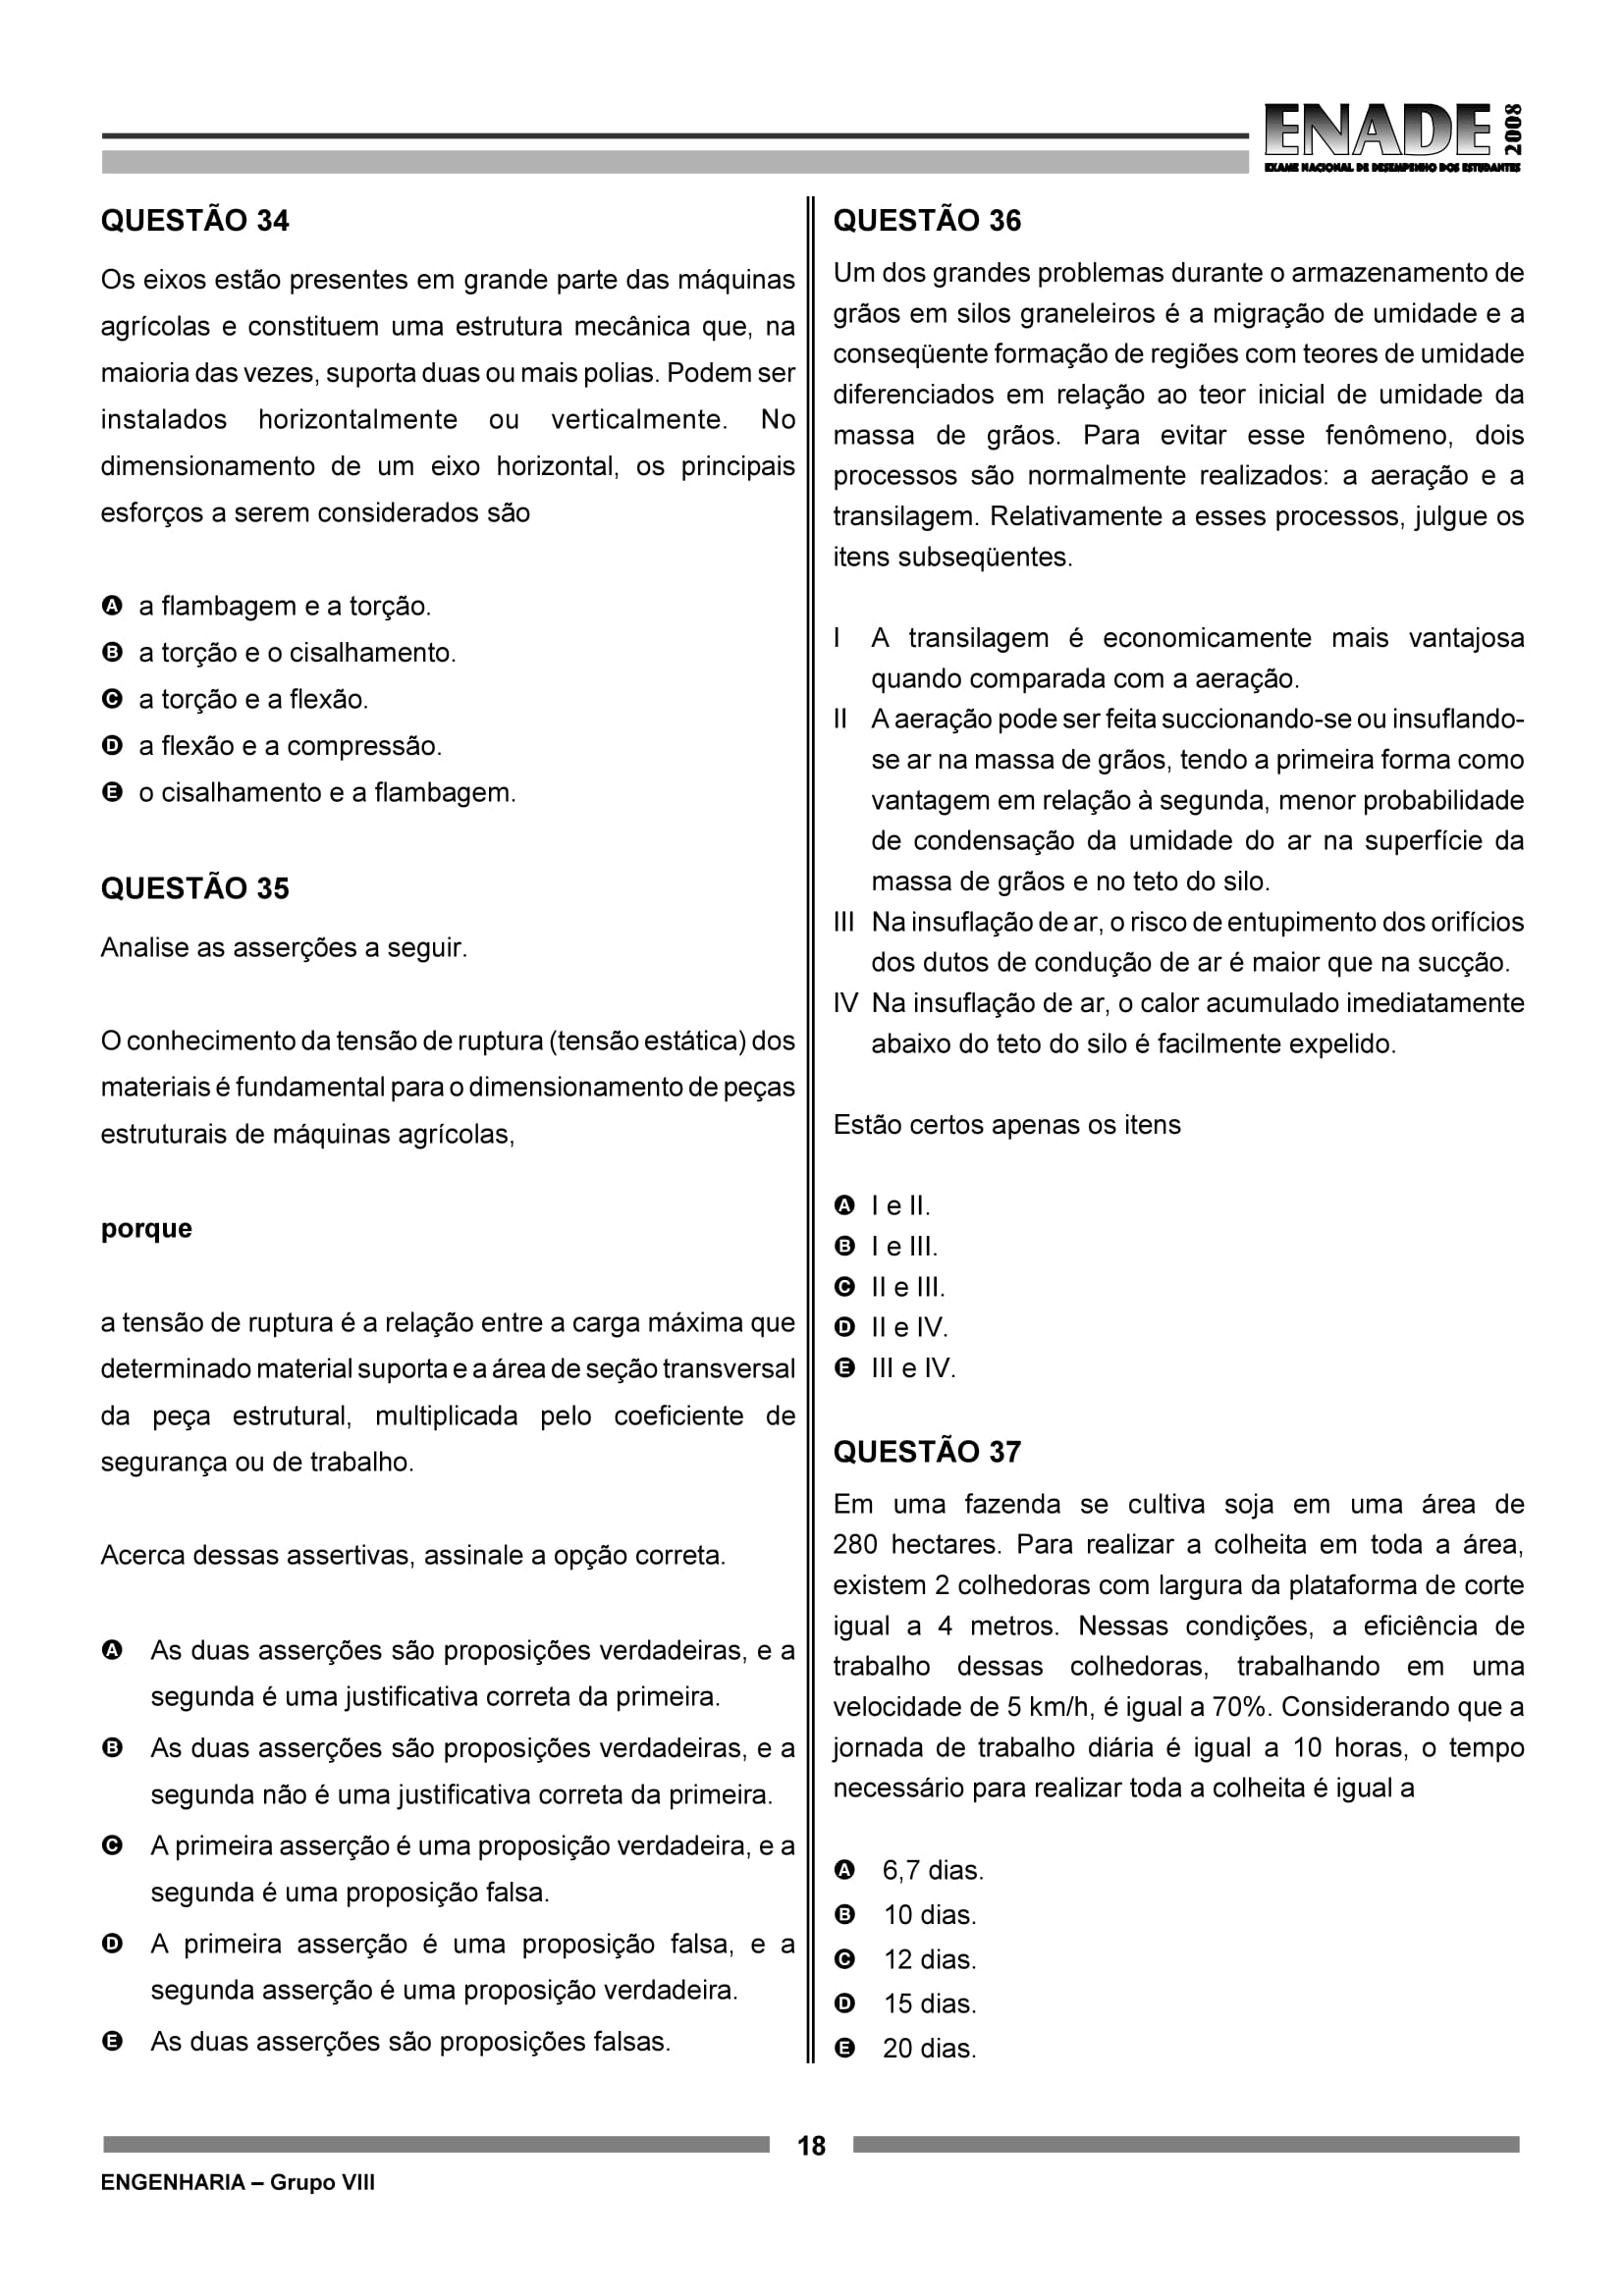 ENADE 2008
EXAME NACIONAL DE DESEMPENHO DOS ESTUDANTES
QUESTÃO 34
Os eixos estão presentes em grande parte das máquinas
agrícolas e constituem uma estrutura mecânica que, na
maioria das vezes, suporta duas ou mais polias. Podem ser
instalados horizontalmente ou verticalmente. No
dimensionamento de um eixo horizontal, os principais
esforços a serem considerados são
A a flambagem e a torção.
B a torção e o cisalhamento.
C a torção e a flexão.
D a flexão e a compressão.
E o cisalhamento e a flambagem.
QUESTÃO 35
Analise as asserções a seguir.
O conhecimento da tensão de ruptura (tensão estática) dos
materiais é fundamental para o dimensionamento de peças
estruturais de máquinas agrícolas,
porque
a tensão de ruptura é a relação entre a carga máxima que
determinado material suporta e a área de seção transversal
da peça estrutural, multiplicada pelo coeficiente de
segurança ou de trabalho.
Acerca dessas assertivas, assinale a opção correta.
A As duas asserções são proposições verdadeiras, e a
segunda é uma justificativa correta da primeira.
B As duas asserções são proposições verdadeiras, e a
segunda não é uma justificativa correta da primeira.
C A primeira asserção é uma proposição verdadeira, e a
segunda é uma proposição falsa.
D A primeira asserção é uma proposição falsa, e a
segunda asserção é uma proposição verdadeira.
E As duas asserções são proposições falsas.
QUESTÃO 36
Um dos grandes problemas durante o armazenamento de
grãos em silos graneleiros é a migração de umidade e a
conseqüente formação de regiões com teores de umidade
diferenciados em relação ao teor inicial de umidade da
massa de grãos. Para evitar esse fenômeno, dois
processos são normalmente realizados: a aeração e a
transilagem. Relativamente a esses processos, julgue os
itens subseqüentes.
I A transilagem é economicamente mais vantajosa
quando comparada com a aeração.
II A aeração pode ser feita succionando-se ou insuflando-
se ar na massa de grãos, tendo a primeira forma como
vantagem em relação à segunda, menor probabilidade
de condensação da umidade do ar na superfície da
massa de grãos e no teto do silo.
III Na insuflação de ar, o risco de entupimento dos orifícios
dos dutos de condução de ar é maior que na sucção.
IV Na insuflação de ar, o calor acumulado imediatamente
abaixo do teto do silo é facilmente expelido.
Estão certos apenas os itens
A I e II.
B I e III.
C II e III.
D II e IV.
E III e IV.
QUESTÃO 37
Em uma fazenda se cultiva soja em uma área de
280 hectares. Para realizar a colheita em toda a área,
existem 2 colhedoras com largura da plataforma de corte
igual a 4 metros. Nessas condições, a eficiência de
trabalho dessas colhedoras, trabalhando em uma
velocidade de 5 km/h, é igual a 70%. Considerando que a
jornada de trabalho diária é igual a 10 horas, o tempo
necessário para realizar toda a colheita é igual a
A 6,7 dias.
B 10 dias.
C 12 dias.
D 15 dias.
E 20 dias.
18
ENGENHARIA – Grupo VIII